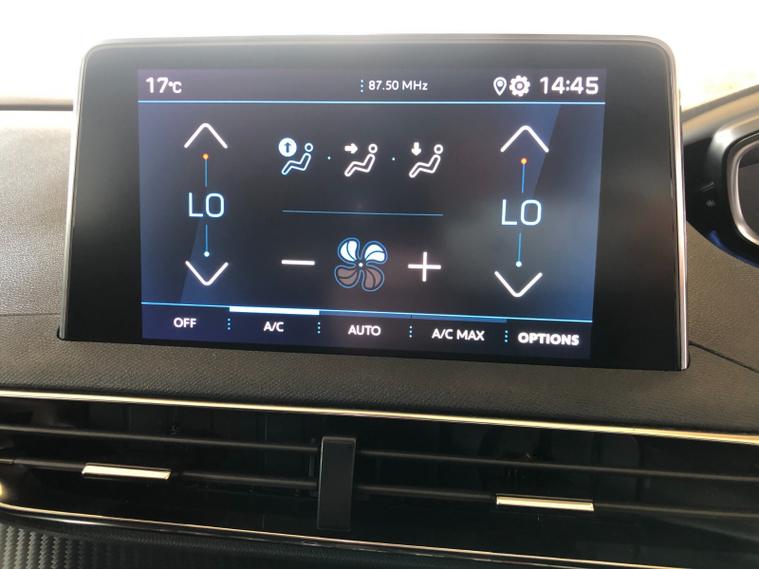 17°C 87.50 MHz 14:45
LO LO
OFF A/C AUTO A/C MAX OPTIONS